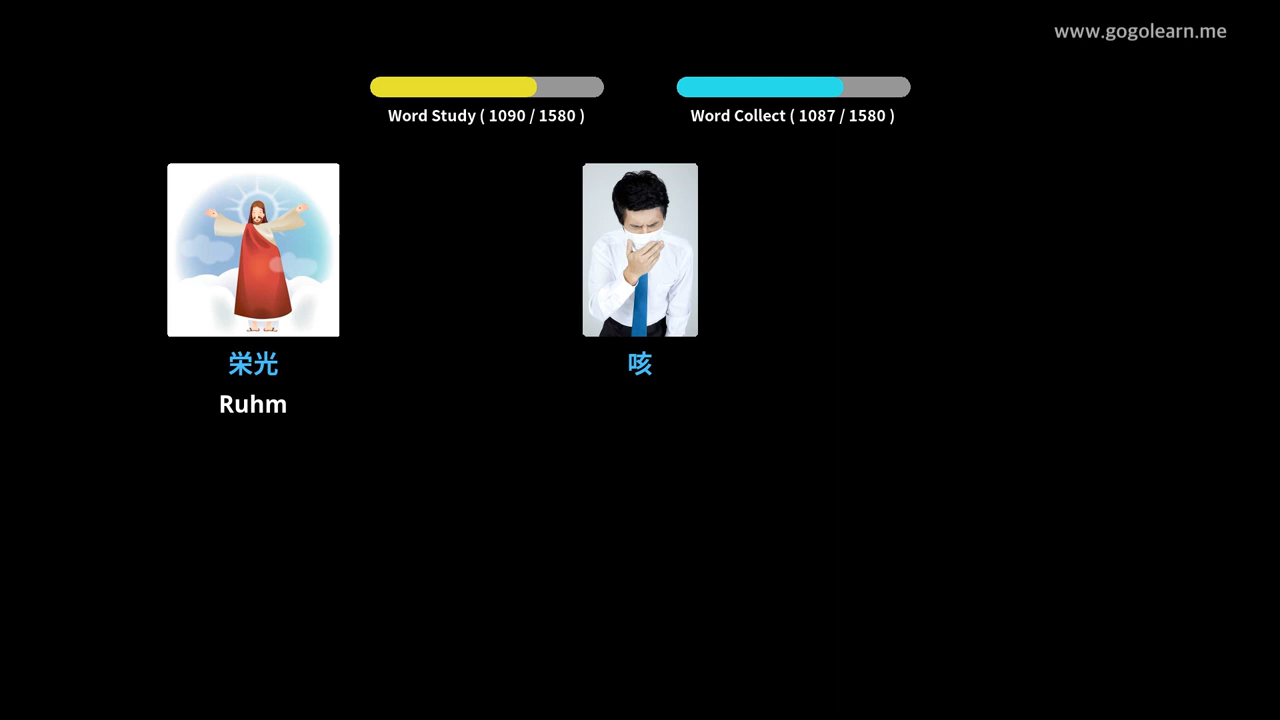 www.gogolearn.me
Word Study ( 1090 / 1580 )
Word Collect ( 1087 / 1580 )
栄光
咳
Ruhm